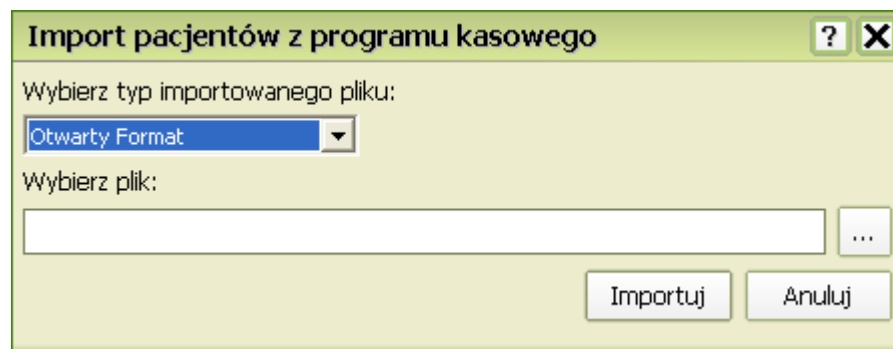 Import pacjentów z programu kasowego
Wybierz typ importowanego pliku:
Otwarty Format
Wybierz plik:
...
Importuj Anuluj